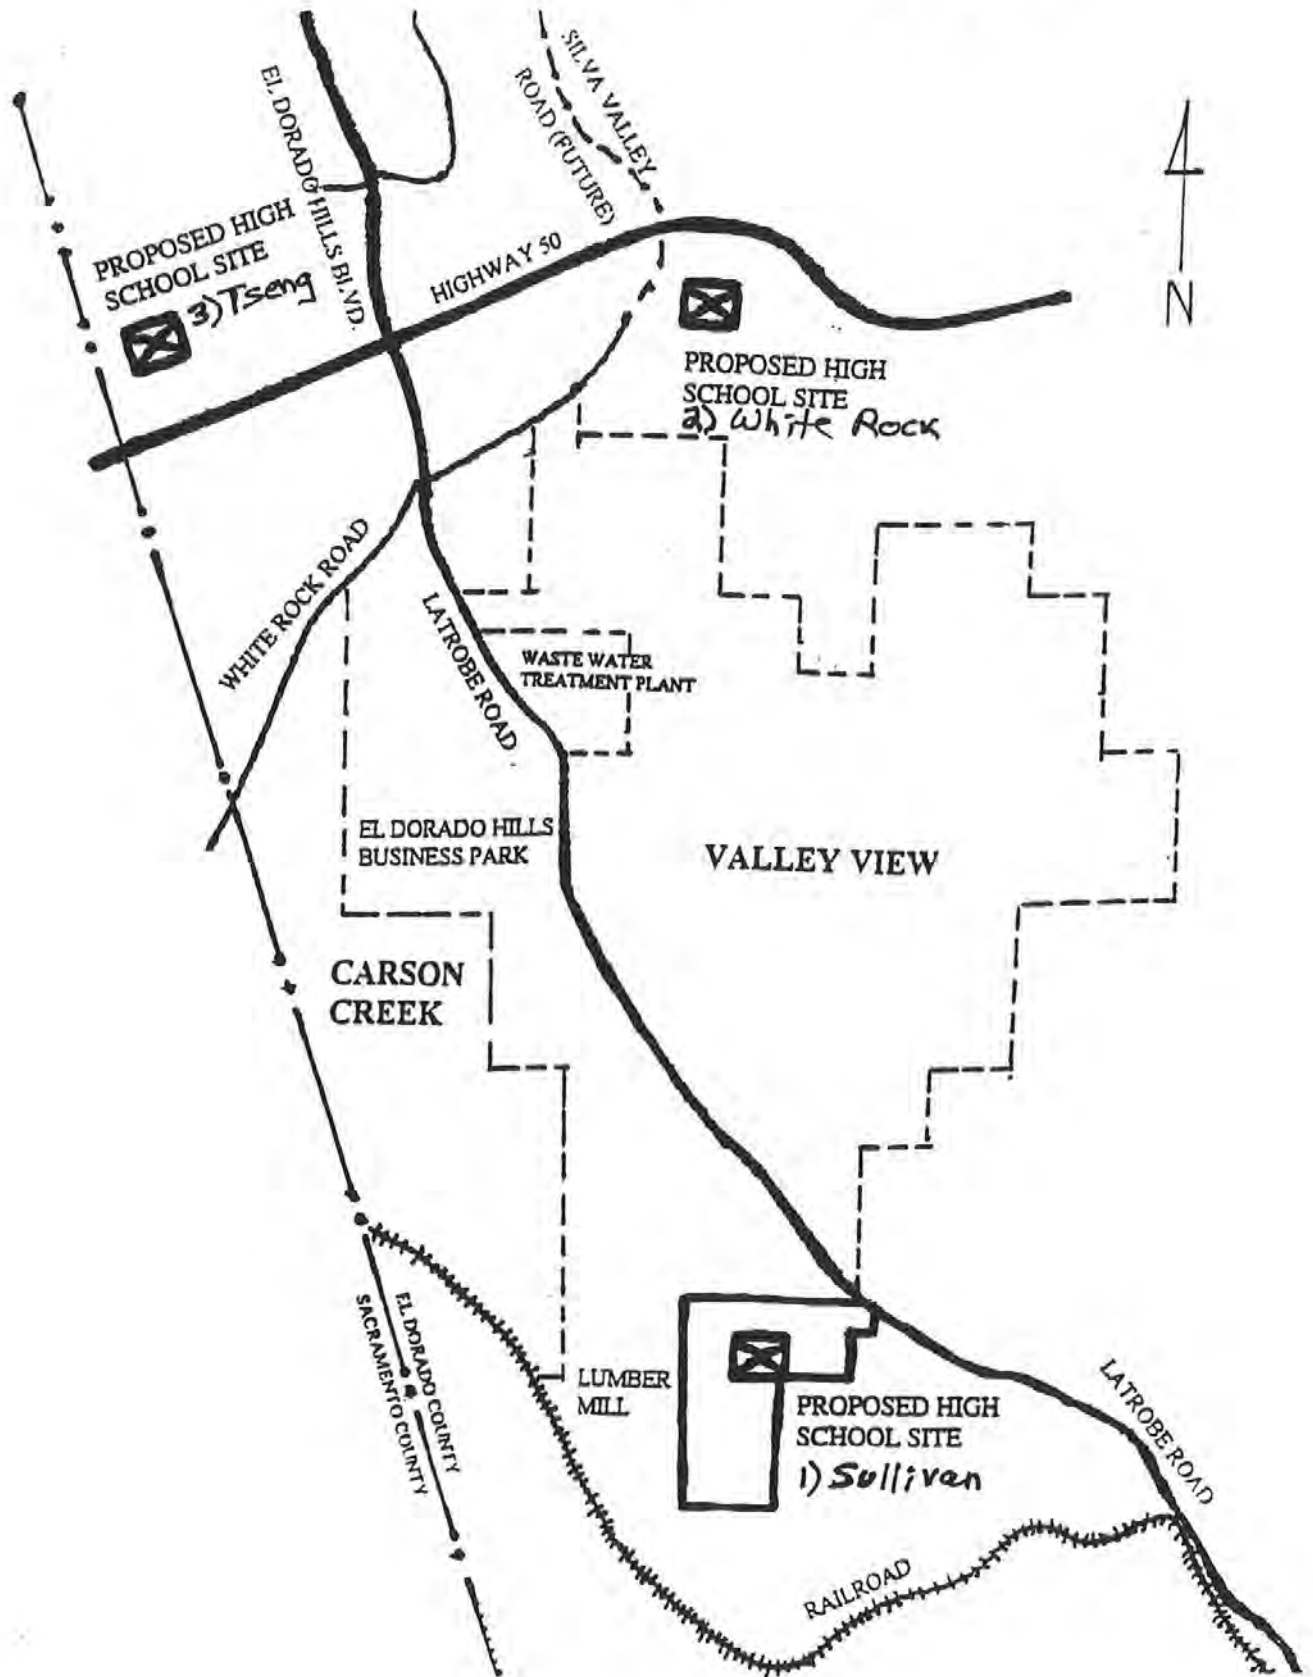 SILVA VALLEY
ROAD (FUTURE)
EL DORADO HILLS BLVD.
PROPOSED HIGH
SCHOOL SITE
3) Tseng
HIGHWAY 50
N
PROPOSED HIGH
SCHOOL SITE
2) White Rock
WHITE ROCK ROAD
LATROBE ROAD
WASTE WATER
TREATMENT PLANT
EL DORADO HILLS
BUSINESS PARK
VALLEY VIEW
CARSON
CREEK
EL DORADO COUNTY
SACRAMENTO COUNTY
LUMBER
MILL
PROPOSED HIGH
SCHOOL SITE
1) Sullivan
LATROBE ROAD
RAILROAD